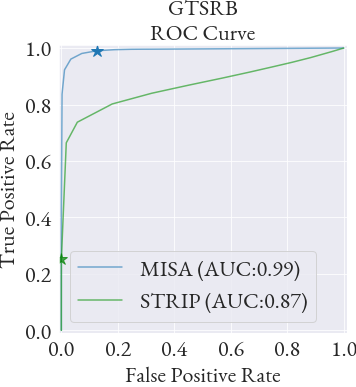 GTSRB
ROC Curve
True Positive Rate
1.0
0.8
0.6
0.4
0.2
0.0
MISA (AUC:0.99)
STRIP (AUC:0.87)
0.0 0.2 0.4 0.6 0.8 1.0
False Positive Rate